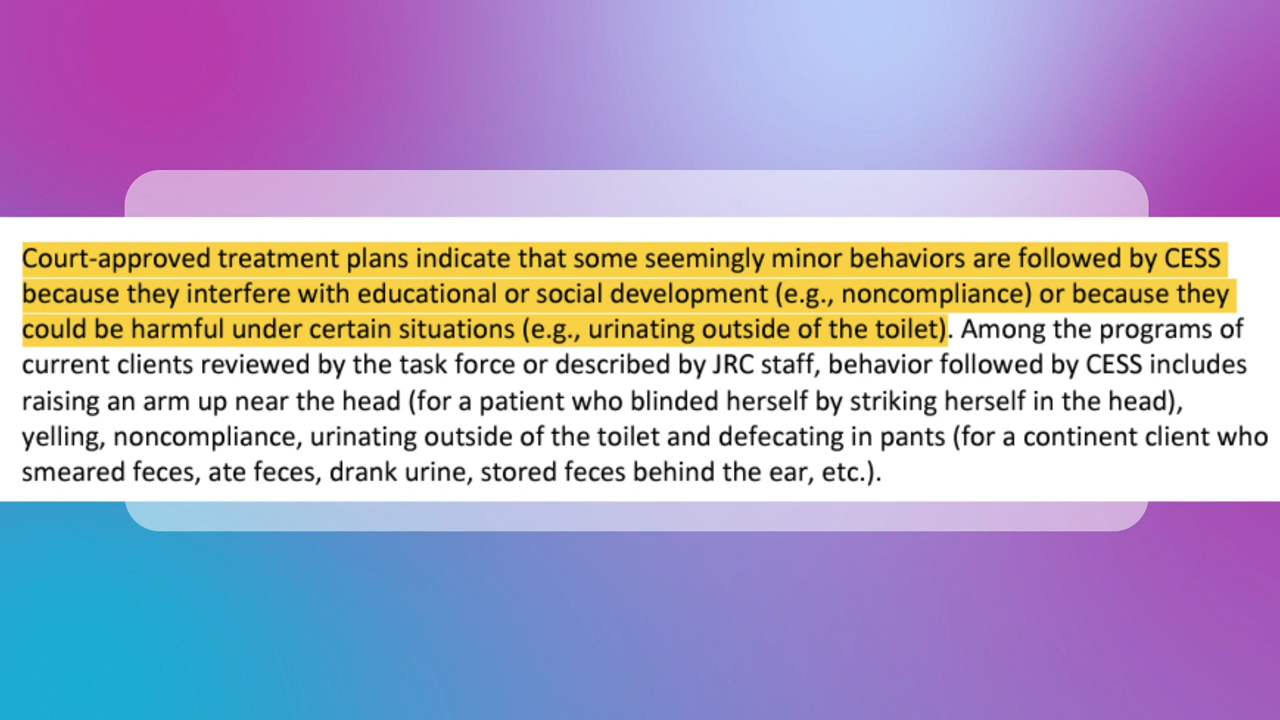 Court-approved treatment plans indicate that some seemingly minor behaviors are followed by CESS
because they interfere with educational or social development (e.g., noncompliance) or because they
could be harmful under certain situations (e.g., urinating outside of the toilet). Among the programs of
current clients reviewed by the task force or described by JRC staff, behavior followed by CESS includes
raising an arm up near the head (for a patient who blinded herself by striking herself in the head),
yelling, noncompliance, urinating outside of the toilet and defecating in pants (for a continent client who
smeared feces, ate feces, drank urine, stored feces behind the ear, etc.).